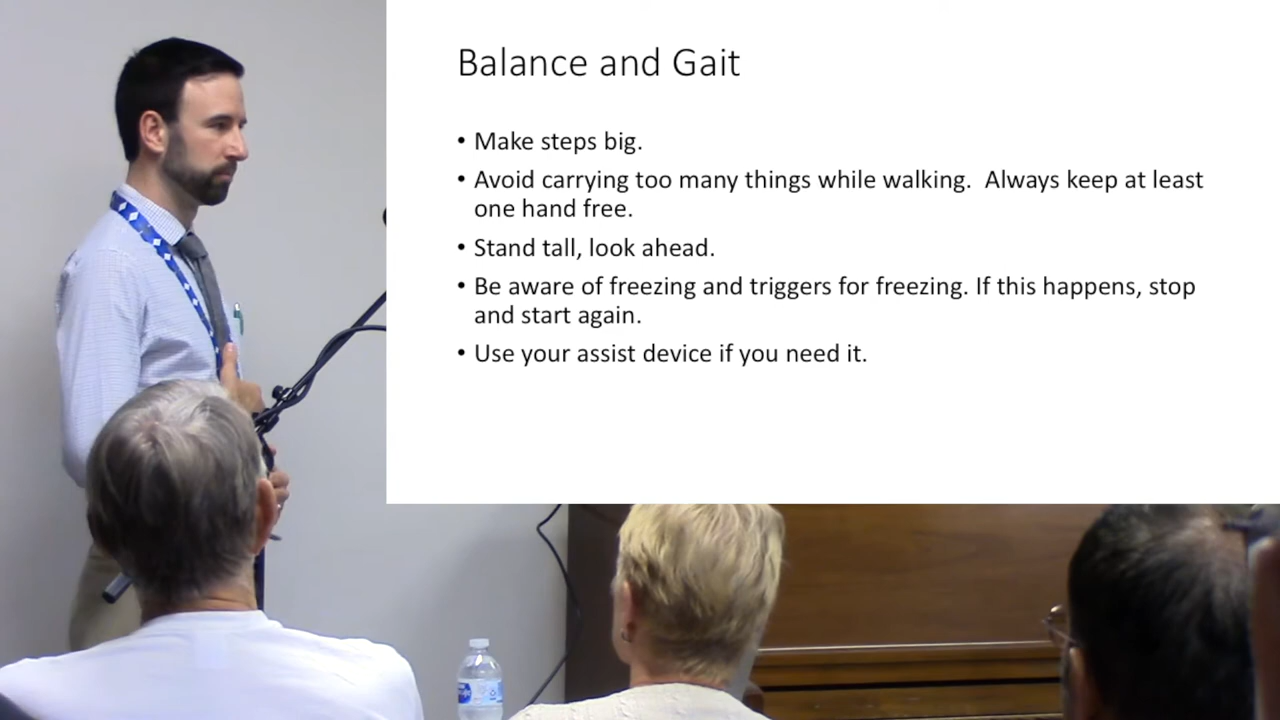 Balance and Gait
• Make steps big.
• Avoid carrying too many things while walking.  Always keep at least
one hand free.
• Stand tall, look ahead.
• Be aware of freezing and triggers for freezing. If this happens, stop
and start again.
• Use your assist device if you need it.